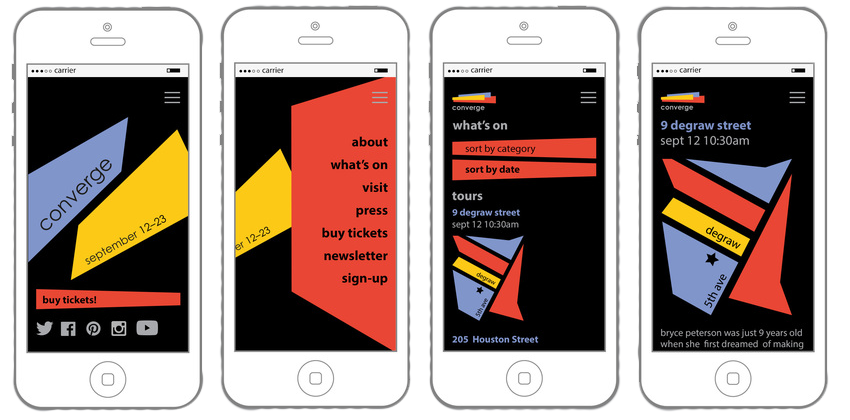 carrier
converge
september 12–23
buy tickets!
carrier
er 12–23
about
what's on
visit
press
buy tickets
newsletter
sign-up
carrier
converge
what's on
sort by category
sort by date
tours
9 degraw street
sept 12 10:30am
degraw
5th ave
205 Houston Street
carrier
converge
9 degraw street
sept 12 10:30am
degraw
5th ave
bryce peterson was just 9 years old
when she first dreamed of making